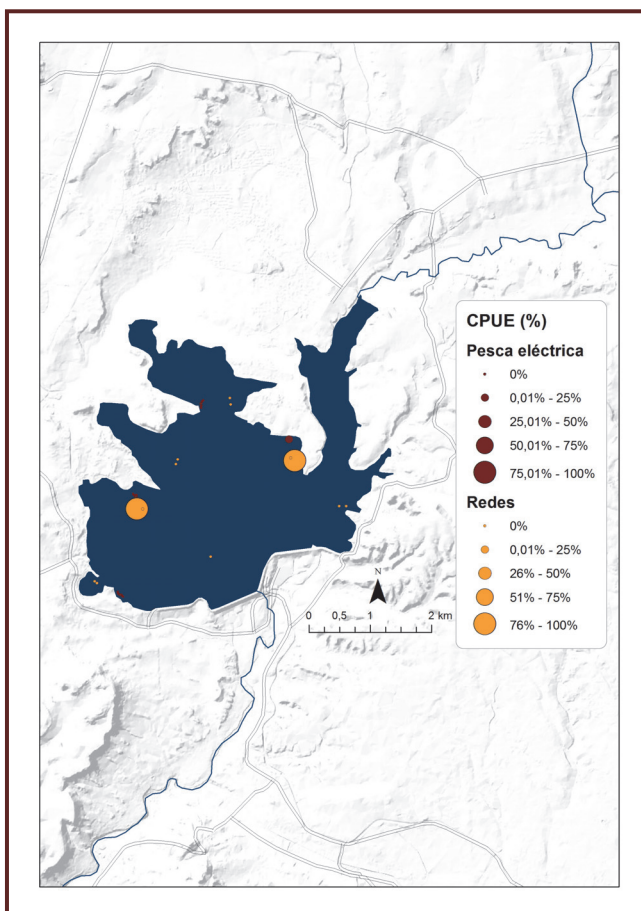 CPUE (%)
Pesca eléctrica
0%
0,01% - 25%
25,01% - 50%
50,01% - 75%
75,01% - 100%
Redes
0%
0,01% - 25%
26% - 50%
51% - 75%
76% - 100%
N
0 0,5 1 2 km